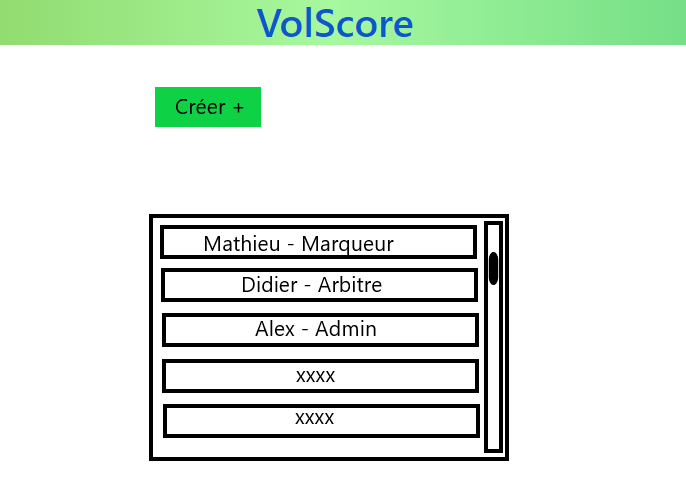 VolScore
Créer +
Mathieu - Marqueur
Didier - Arbitre
Alex - Admin
xxxx
xxxx